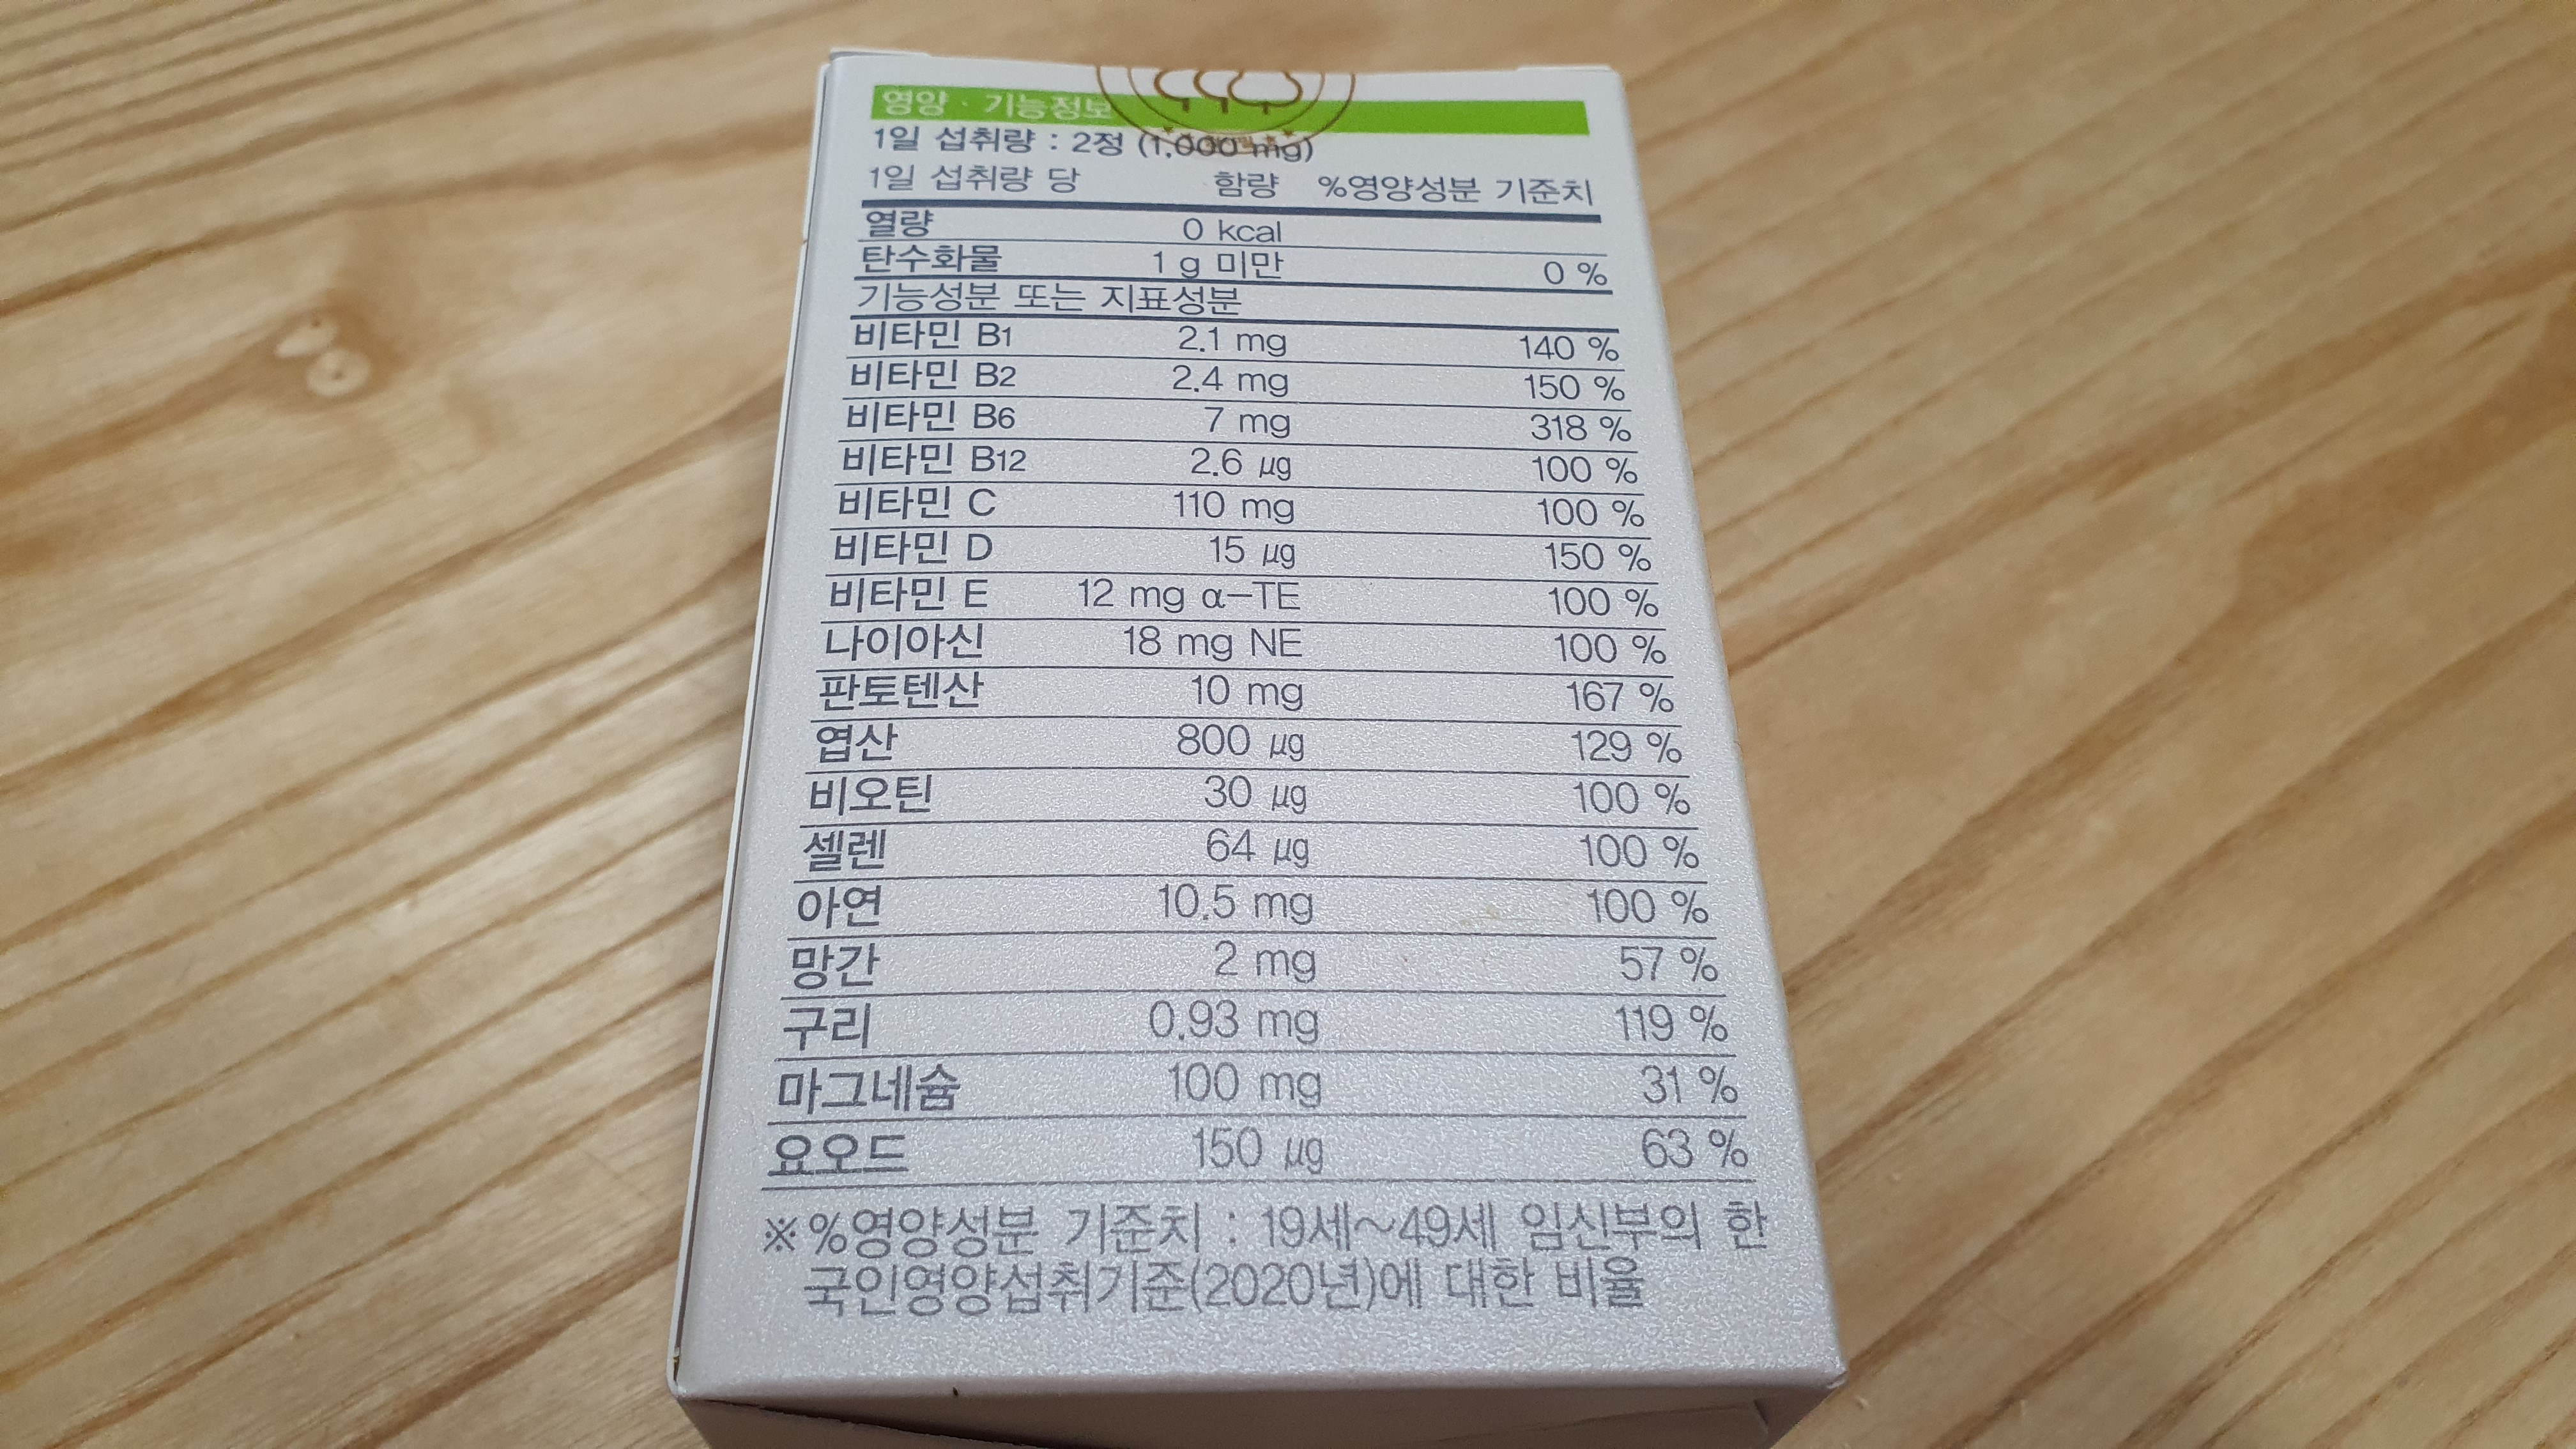 영양 · 기능정보
1일 섭취량 : 2정 (1,000 mg)
1일 섭취량 당 함량 %영양성분 기준치
열량 0 kcal
탄수화물 1 g 미만 0 %
기능성분 또는 지표성분
비타민 B1 2.1 mg 140 %
비타민 B2 2.4 mg 150 %
비타민 B6 7 mg 318 %
비타민 B12 2.6 μg 100 %
비타민 C 110 mg 100 %
비타민 D 15 μg 150 %
비타민 E 12 mg α-TE 100 %
나이아신 18 mg NE 100 %
판토텐산 10 mg 167 %
엽산 800 μg 129 %
비오틴 30 μg 100 %
셀렌 64 μg 100 %
아연 10.5 mg 100 %
망간 2 mg 57 %
구리 0.93 mg 119 %
마그네슘 100 mg 31 %
요오드 150 μg 63 %
※%영양성분 기준치 : 19세~49세 임신부의 한
국인영양섭취기준(2020년)에 대한 비율